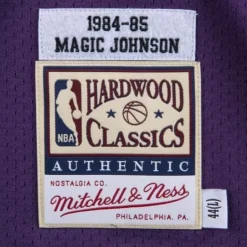 1984-85
MAGIC JOHNSON
HARDWOOD
NBA
CLASSICS
AUTHENTIC
NOSTALGIA CO.
Mitchell & Ness
PHILADELPHIA, PA.
44(L)